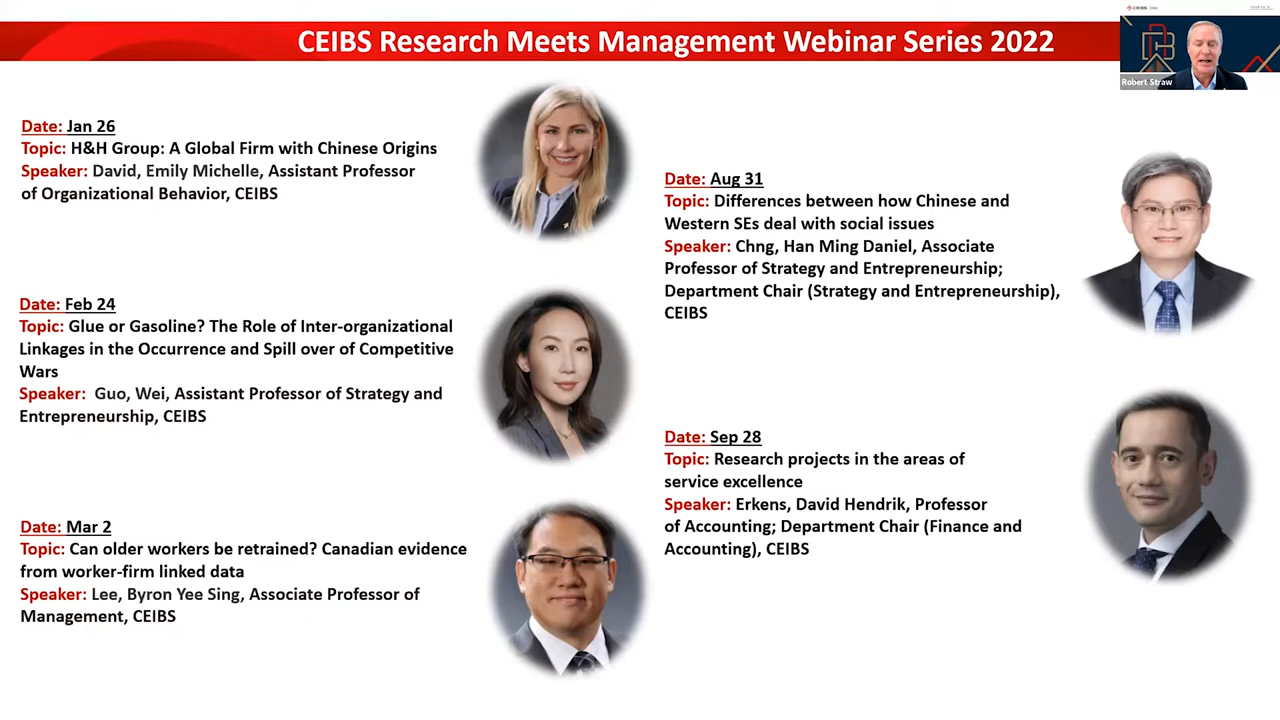 CEIBS Research Meets Management Webinar Series 2022
CEIBS
Robert Straw
Date: Jan 26
Topic: H&H Group: A Global Firm with Chinese Origins
Speaker: David, Emily Michelle, Assistant Professor
of Organizational Behavior, CEIBS
Date: Feb 24
Topic: Glue or Gasoline? The Role of Inter-organizational
Linkages in the Occurrence and Spill over of Competitive
Wars
Speaker: Guo, Wei, Assistant Professor of Strategy and
Entrepreneurship, CEIBS
Date: Mar 2
Topic: Can older workers be retrained? Canadian evidence
from worker-firm linked data
Speaker: Lee, Byron Yee Sing, Associate Professor of
Management, CEIBS
Date: Aug 31
Topic: Differences between how Chinese and
Western SEs deal with social issues
Speaker: Chng, Han Ming Daniel, Associate
Professor of Strategy and Entrepreneurship;
Department Chair (Strategy and Entrepreneurship),
CEIBS
Date: Sep 28
Topic: Research projects in the areas of
service excellence
Speaker: Erkens, David Hendrik, Professor
of Accounting; Department Chair (Finance and
Accounting), CEIBS